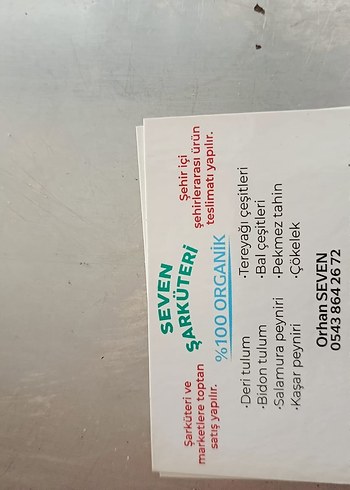 SEVEN
ŞARKÜTERİ
Şarküteri ve
marketlere toptan
satış yapılır.
Şehir içi
şehirlerarası ürün
teslimatı yapılır.
%100 ORGANİK
·Deri tulum
·Bidon tulum
·Salamura peyniri
·Kaşar peyniri
·Tereyağı çeşitleri
·Bal çeşitleri
·Pekmez tahin
·Çökelek
Orhan SEVEN
0543 864 26 72